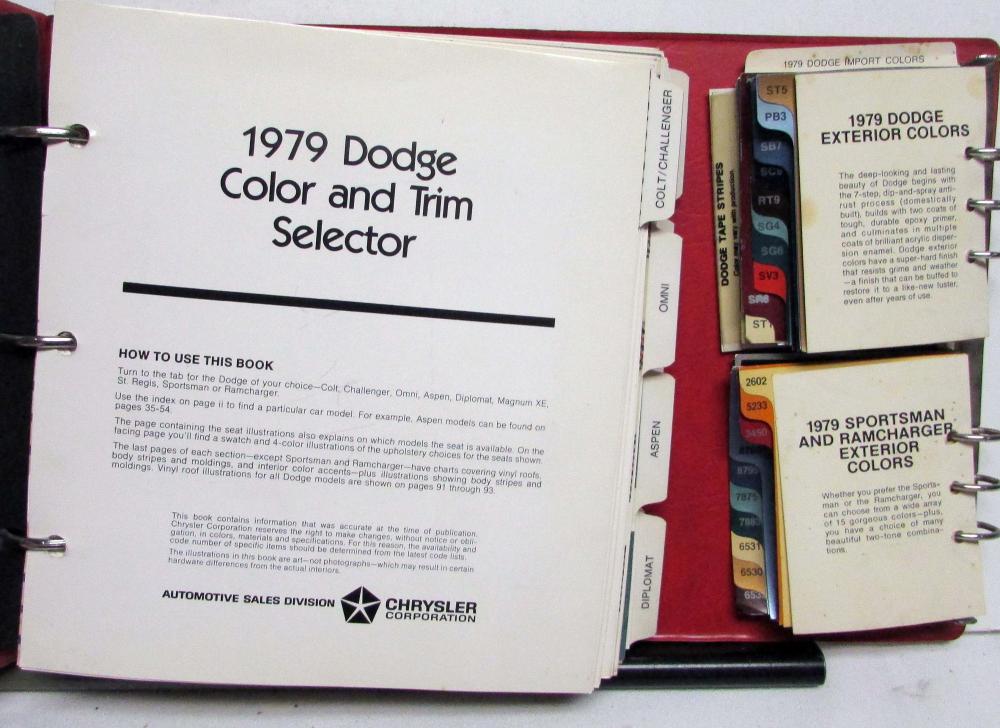 1979 Dodge
Color and Trim
Selector
HOW TO USE THIS BOOK
Turn to the tab for the Dodge of your choice—Colt, Challenger, Omni, Aspen, Diplomat, Magnum XE,
St. Regis, Sportsman or Ramcharger.
Use the index on page ii to find a particular car model. For example, Aspen models can be found on
pages 35-54.
The page containing the seat illustrations also explains on which models the seat is available. On the
facing page you'll find a swatch and 4-color illustrations of the upholstery choices for the seats shown.
The last pages of each section—except Sportsman and Ramcharger—have charts covering vinyl roofs,
body stripes and moldings, and interior color accents—plus illustrations showing body stripes and
moldings. Vinyl roof illustrations for all Dodge models are shown on pages 91 through 93.
This book contains information that was accurate at the time of publication.
Chrysler Corporation reserves the right to make changes, without notice or obli-
gation, in colors, materials and specifications. For this reason, the availability and
code number of specific items should be determined from the latest code lists.
The illustrations in this book are art—not photographs—which may result in certain
hardware differences from the actual interiors.
AUTOMOTIVE SALES DIVISION
CHRYSLER
CORPORATION
COLT/CHALLENGER
OMNI
ASPEN
DIPLOMAT
1979 DODGE IMPORT COLORS
DODGE TAPE STRIPES
Color may vary with production.
ST5
PB3
SB7
SC9
RT9
SG4
SG6
SV3
ST1
1979 DODGE
EXTERIOR COLORS
The deep-looking and lasting
beauty of Dodge begins with
the 7-step, dip-and-spray anti-
rust process (domestically
built), builds with two coats of
tough, durable epoxy primer,
and culminates in multiple
coats of brilliant acrylic disper-
sion enamel. Dodge exterior
colors have a super-hard finish
that resists grime and weather
—a finish that can be buffed to
restore it to a like-new luster,
even after years of use.
2602
5233
3450
8795
7875
7883
6531
6530
1979 SPORTSMAN
AND RAMCHARGER
EXTERIOR
COLORS
Whether you prefer the Sports-
man or the Ramcharger, you
can choose from a wide array
of 15 gorgeous colors—plus,
you have a choice of many
beautiful two-tone combina-
tions.